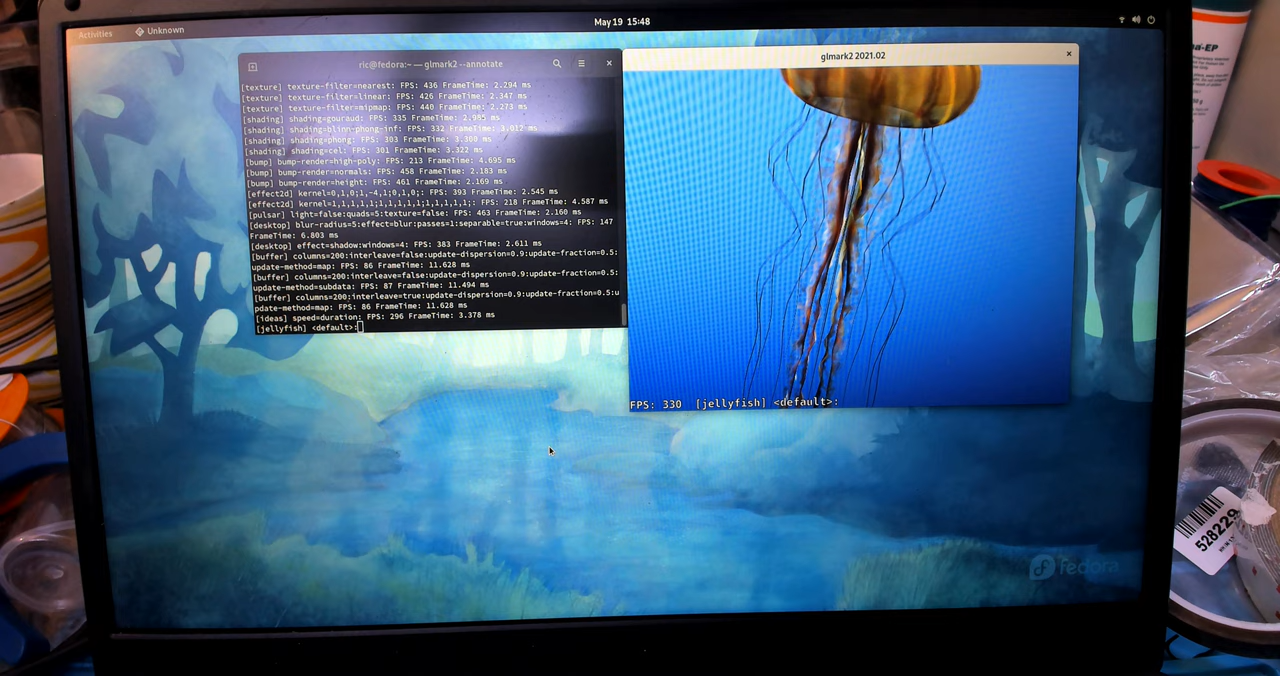 May 19 15:48
Activities
Unknown
ric@fedora:~ — glmark2 --annotate
[texture] texture-filter=nearest: FPS: 436 FrameTime: 2.294 ms
[texture] texture-filter=linear: FPS: 426 FrameTime: 2.347 ms
[texture] texture-filter=mipmap: FPS: 440 FrameTime: 2.273 ms
[shading] shading=gouraud: FPS: 335 FrameTime: 2.985 ms
[shading] shading=blinn-phong-inf: FPS: 332 FrameTime: 3.012 ms
[shading] shading=phong: FPS: 303 FrameTime: 3.300 ms
[shading] shading=cel: FPS: 301 FrameTime: 3.322 ms
[bump] bump-render=high-poly: FPS: 213 FrameTime: 4.695 ms
[bump] bump-render=normals: FPS: 458 FrameTime: 2.183 ms
[bump] bump-render=height: FPS: 461 FrameTime: 2.169 ms
[effect2d] kernel=0,1,0;1,-4,1;0,1,0;: FPS: 393 FrameTime: 2.545 ms
[effect2d] kernel=1,1,1,1,1;1,1,1,1,1;1,1,1,1,1;: FPS: 218 FrameTime: 4.587 ms
[pulsar] light=false:quads=5:texture=false: FPS: 463 FrameTime: 2.160 ms
[desktop] blur-radius=5:effect=blur:passes=1:separable=true:windows=4: FPS: 147
FrameTime: 6.803 ms
[desktop] effect=shadow:windows=4: FPS: 383 FrameTime: 2.611 ms
[buffer] columns=200:interleave=false:update-dispersion=0.9:update-fraction=0.5:
update-method=map: FPS: 86 FrameTime: 11.628 ms
[buffer] columns=200:interleave=false:update-dispersion=0.9:update-fraction=0.5:
update-method=subdata: FPS: 87 FrameTime: 11.494 ms
[buffer] columns=200:interleave=true:update-dispersion=0.9:update-fraction=0.5:u
pdate-method=map: FPS: 86 FrameTime: 11.628 ms
[ideas] speed=duration: FPS: 296 FrameTime: 3.378 ms
[jellyfish] <default>:
glmark2 2021.02
FPS: 330 [jellyfish] <default>:
fedora
-EP
528229